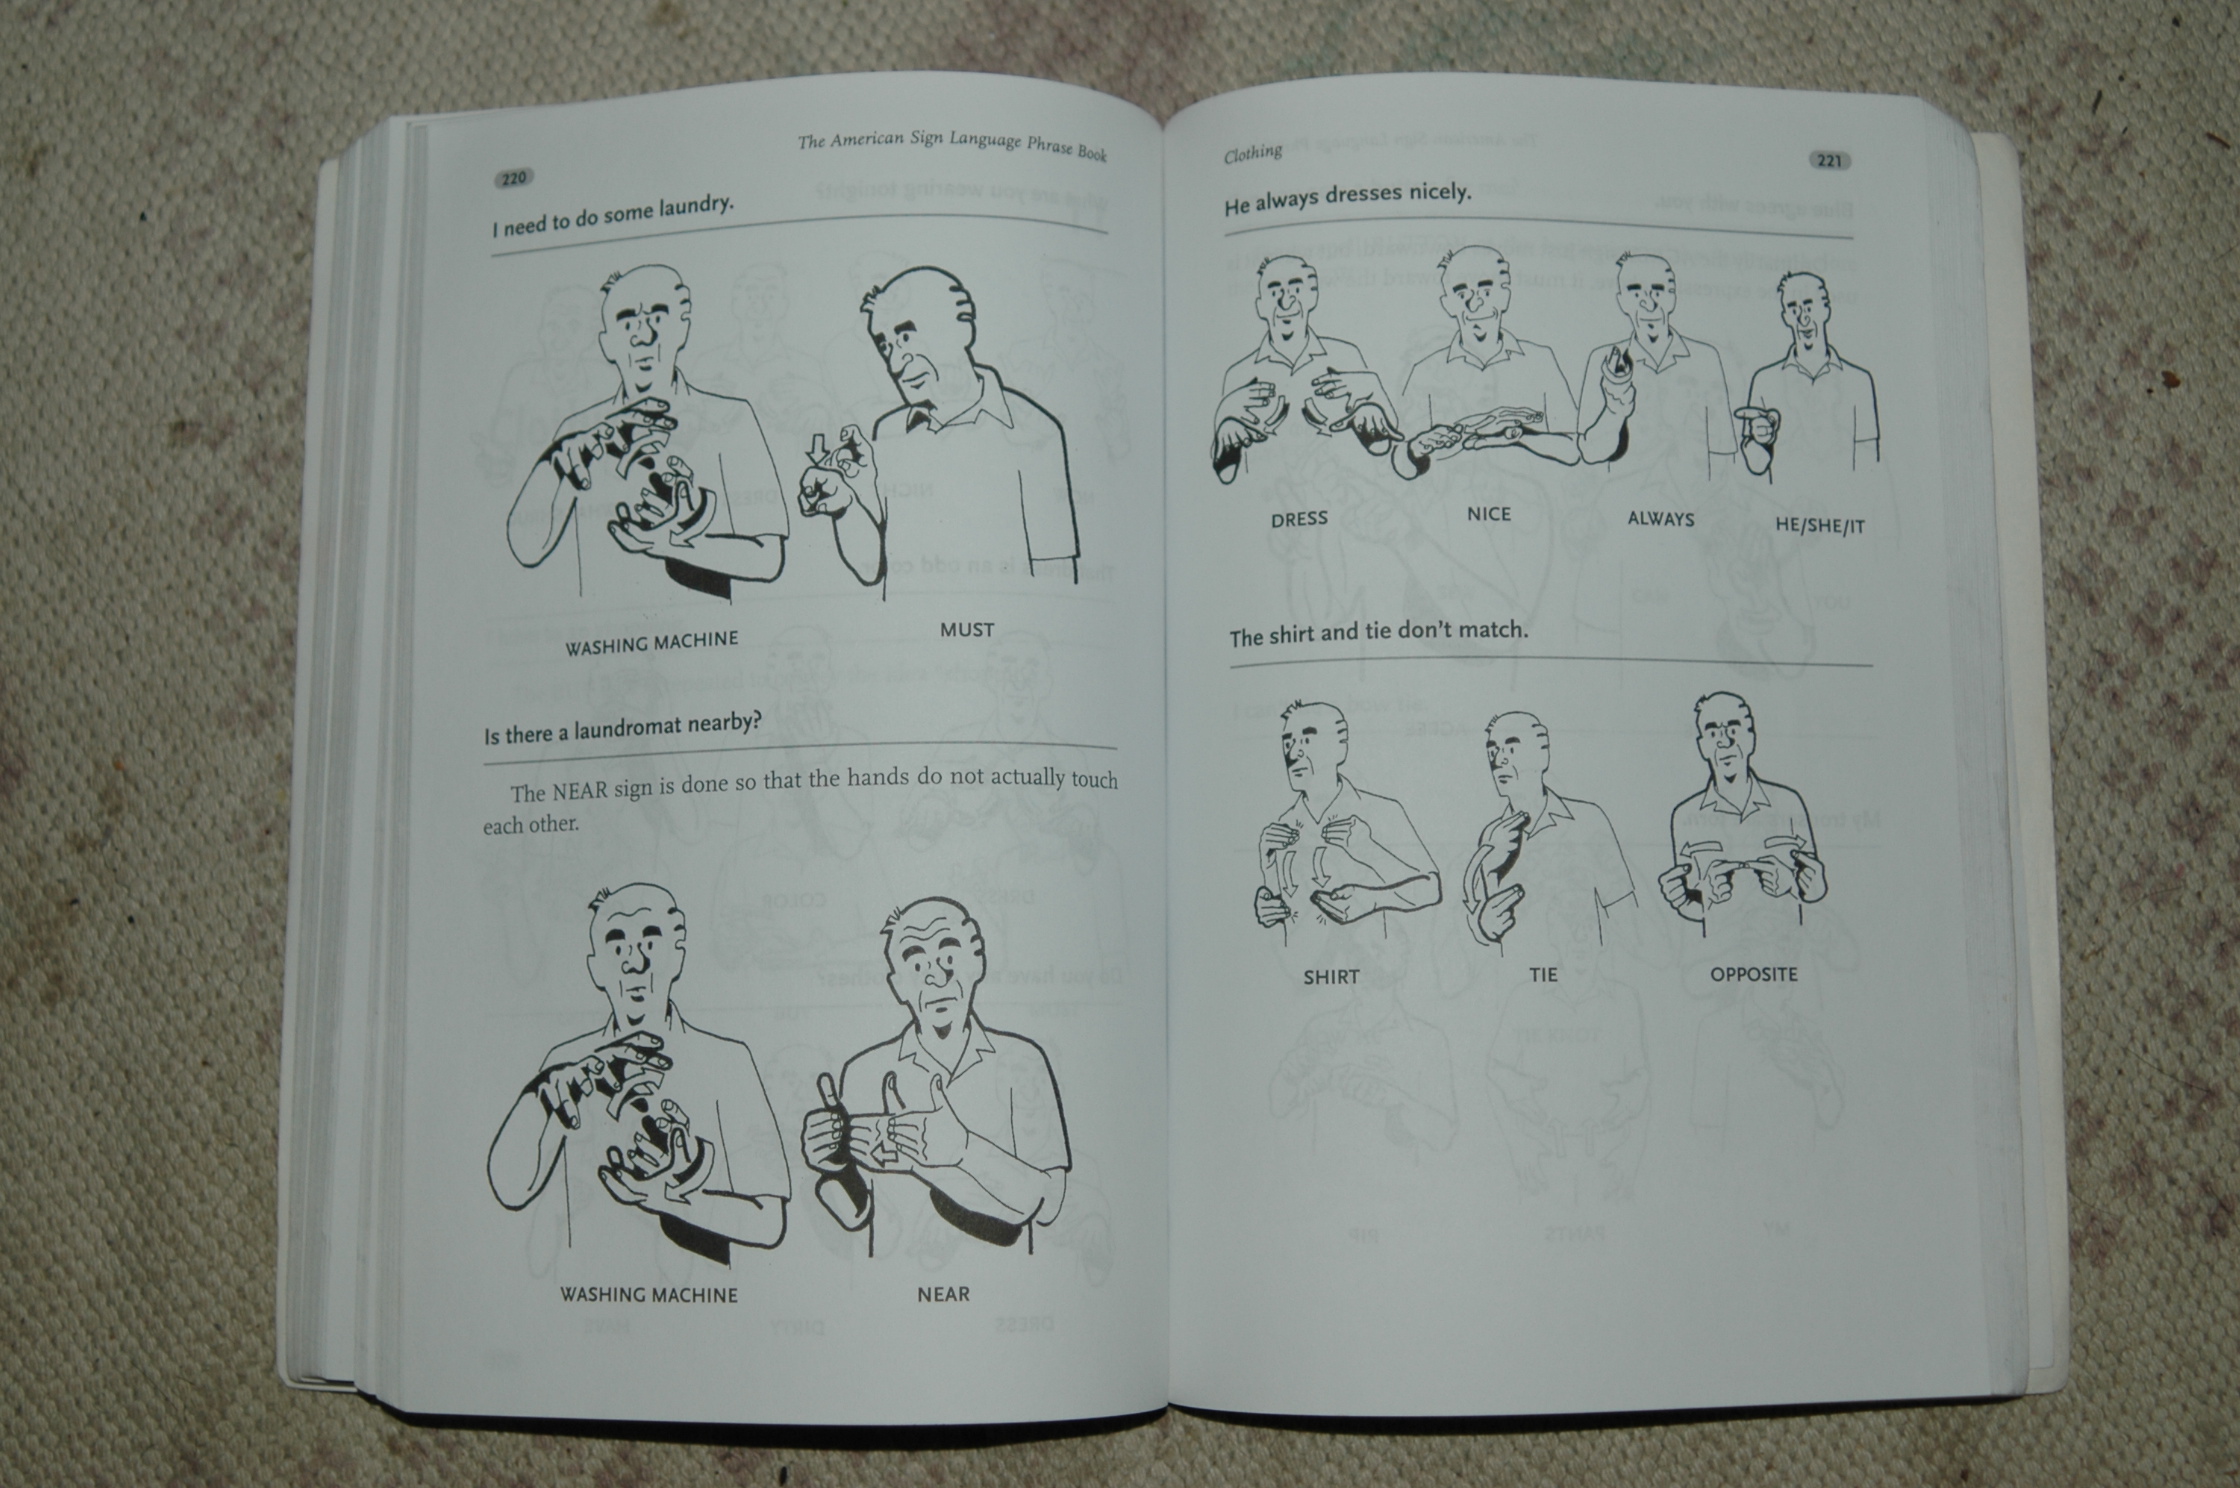 220
The American Sign Language Phrase Book
I need to do some laundry.
WASHING MACHINE
MUST
Is there a laundromat nearby?
The NEAR sign is done so that the hands do not actually touch
each other.
WASHING MACHINE
NEAR
Clothing
221
He always dresses nicely.
DRESS
NICE
ALWAYS
HE/SHE/IT
The shirt and tie don't match.
SHIRT
TIE
OPPOSITE